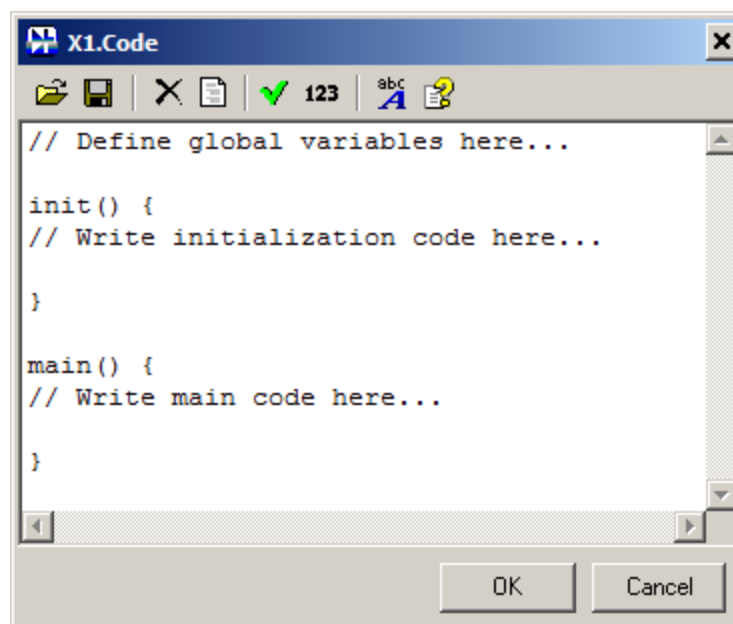 X1.Code
123 abc A
// Define global variables here...
init() {
// Write initialization code here...
}
main() {
// Write main code here...
}
OK Cancel